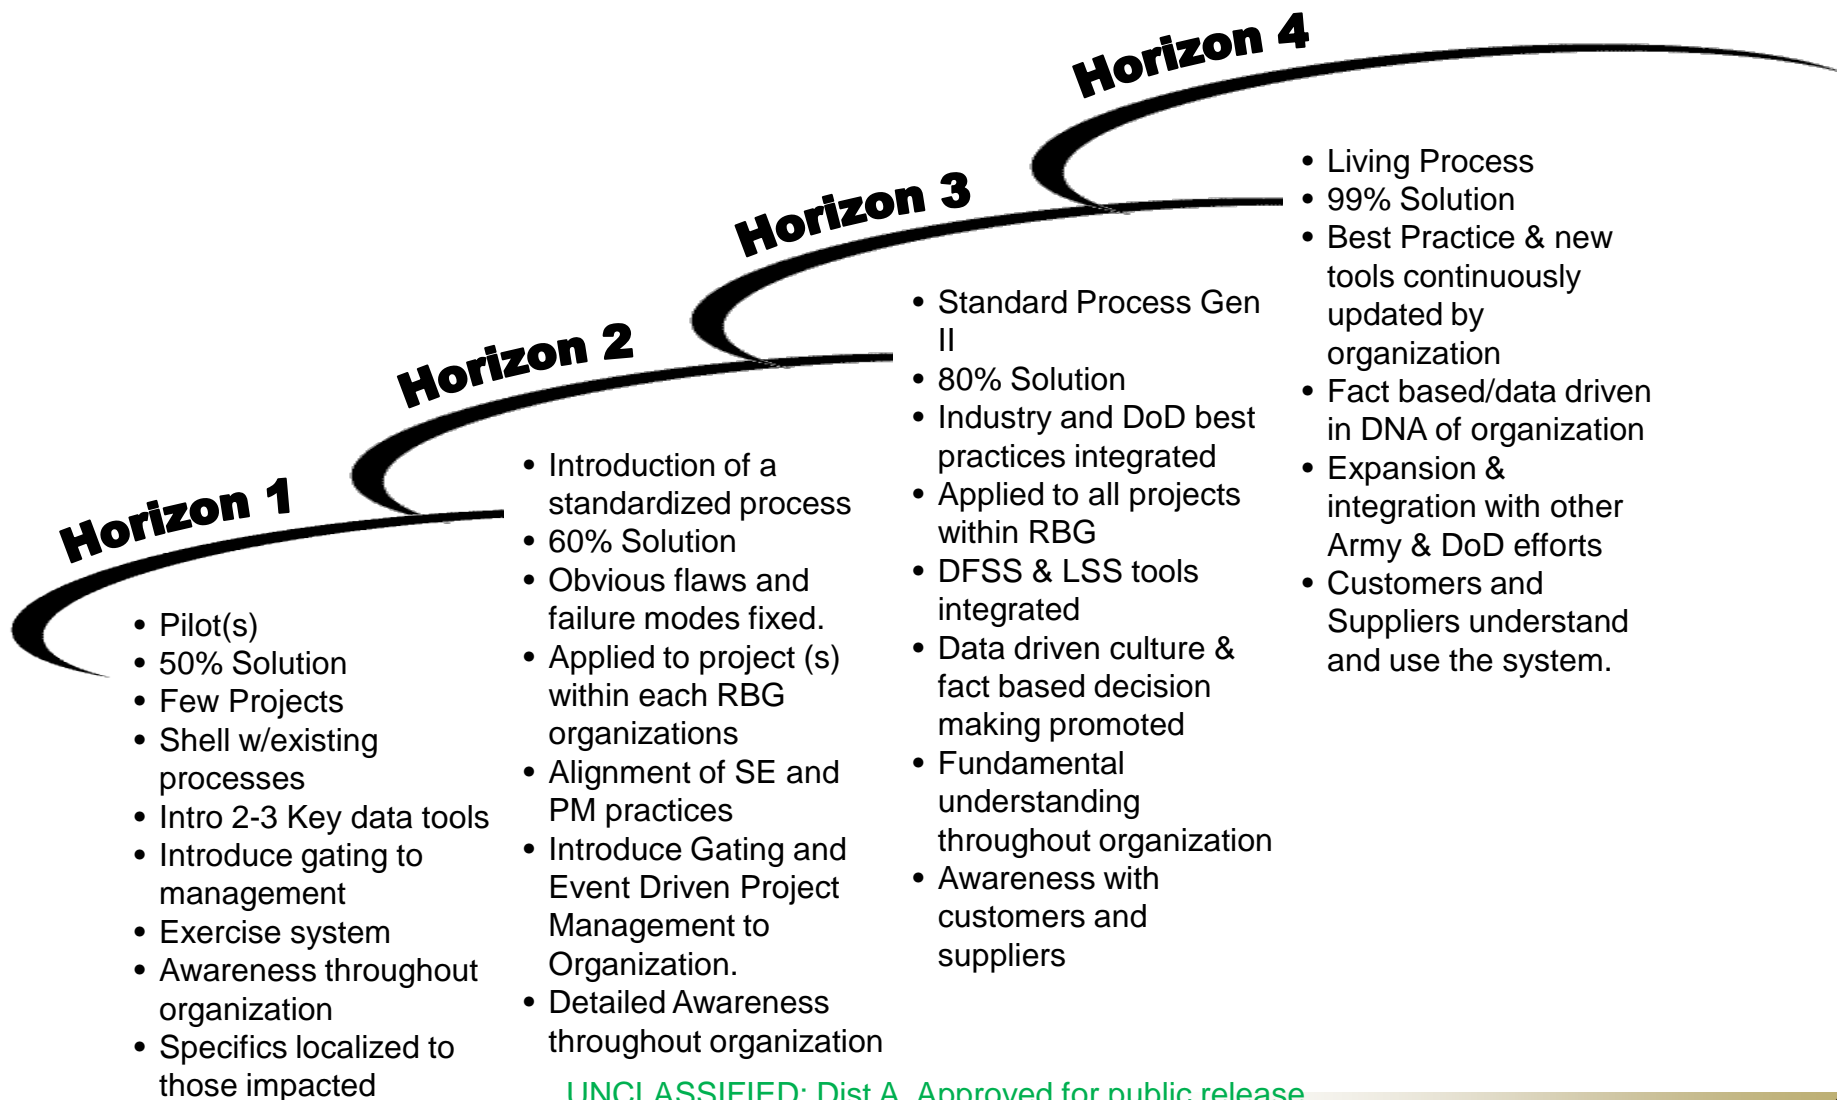 Horizon 1
• Pilot(s)
• 50% Solution
• Few Projects
• Shell w/existing
processes
• Intro 2-3 Key data tools
• Introduce gating to
management
• Exercise system
• Awareness throughout
organization
• Specifics localized to
those impacted
Horizon 2
• Introduction of a
standardized process
• 60% Solution
• Obvious flaws and
failure modes fixed.
• Applied to project (s)
within each RBG
organizations
• Alignment of SE and
PM practices
• Introduce Gating and
Event Driven Project
Management to
Organization.
• Detailed Awareness
throughout organization
Horizon 3
• Standard Process Gen
II
• 80% Solution
• Industry and DoD best
practices integrated
• Applied to all projects
within RBG
• DFSS & LSS tools
integrated
• Data driven culture &
fact based decision
making promoted
• Fundamental
understanding
throughout organization
• Awareness with
customers and
suppliers
Horizon 4
• Living Process
• 99% Solution
• Best Practice & new
tools continuously
updated by
organization
• Fact based/data driven
in DNA of organization
• Expansion &
integration with other
Army & DoD efforts
• Customers and
Suppliers understand
and use the system.
UNCLASSIFIED: Dist A. Approved for public release